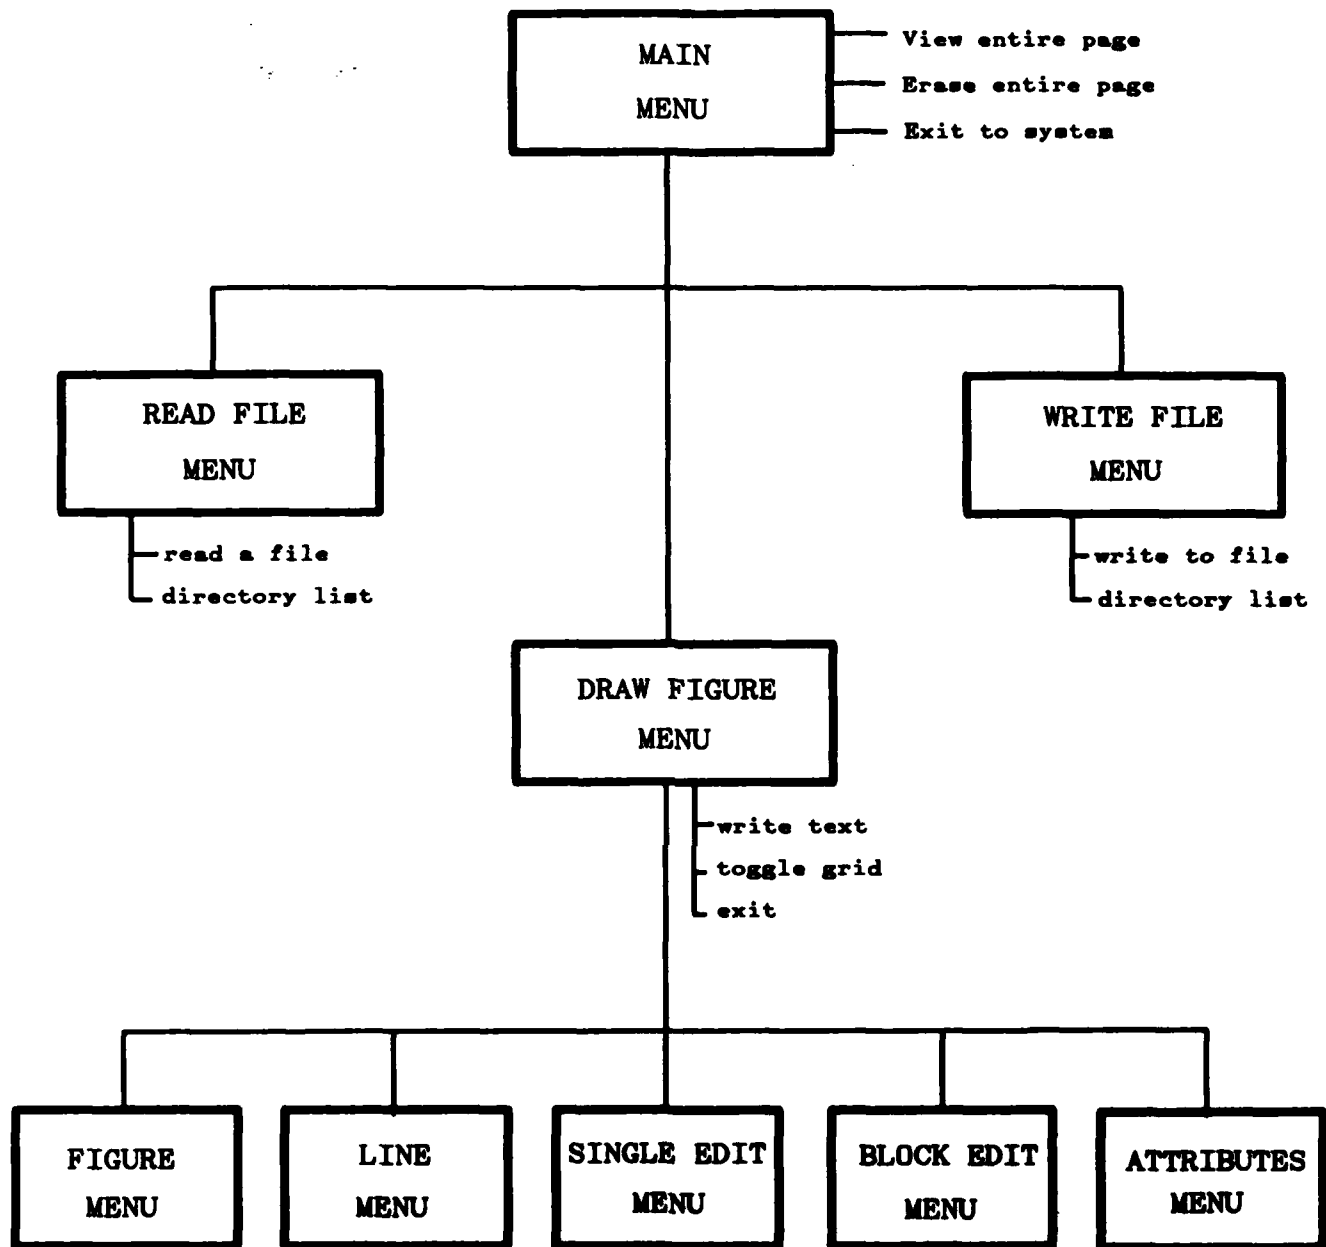 MAIN
MENU
View entire page
Erase entire page
Exit to system
READ FILE
MENU
read a file
directory list
WRITE FILE
MENU
write to file
directory list
DRAW FIGURE
MENU
write text
toggle grid
exit
FIGURE
MENU
LINE
MENU
SINGLE EDIT
MENU
BLOCK EDIT
MENU
ATTRIBUTES
MENU